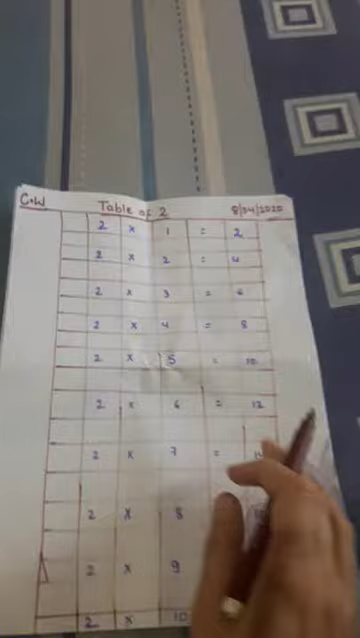 C.W Table of 2 8/04/2020
2 x 1 = 2
2 x 2 = 4
2 x 3 = 6
2 x 4 = 8
2 x 5 = 10
2 x 6 = 12
2 x 7 =
2 x 8
2 x 9
2 x 10